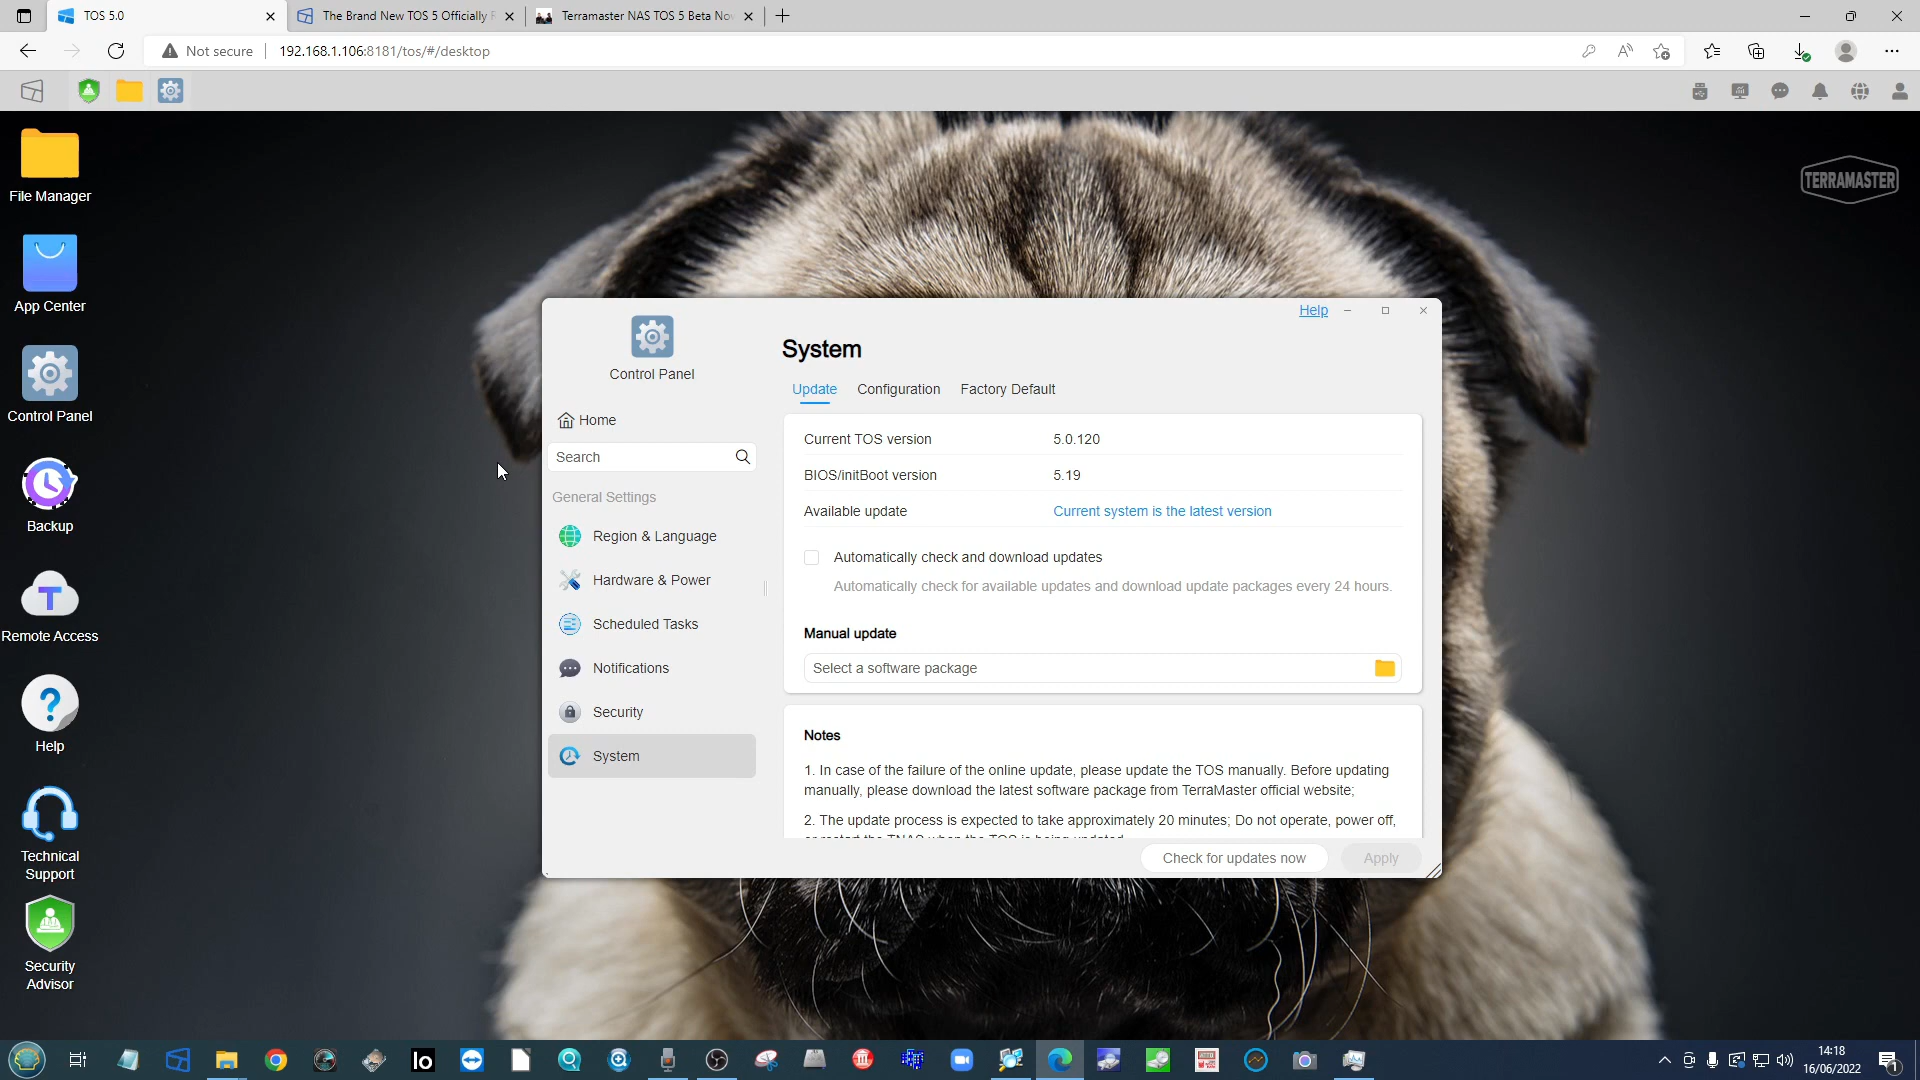 TOS 5.0
The Brand New TOS 5 Officially
Terramaster NAS TOS 5 Beta
Not secure
192.168.1.106:8181/tos/#/desktop
File Manager
App Center
Control Panel
Backup
Remote Access
Help
Technical
Support
Security
Advisor
TERRAMASTER
Help
Control Panel
Home
Search
General Settings
Region & Language
Hardware & Power
Scheduled Tasks
Notifications
Security
System
System
Update Configuration Factory Default
Current TOS version 5.0.120
BIOS/initBoot version 5.19
Available update Current system is the latest version
Automatically check and download updates
Automatically check for available updates and download update packages every 24 hours.
Manual update
Select a software package
Notes
1. In case of the failure of the online update, please update the TOS manually. Before updating
manually, please download the latest software package from TerraMaster official website;
2. The update process is expected to take approximately 20 minutes; Do not operate, power off,
Check for updates now
Apply
Io
14:18
16/06/2022
1